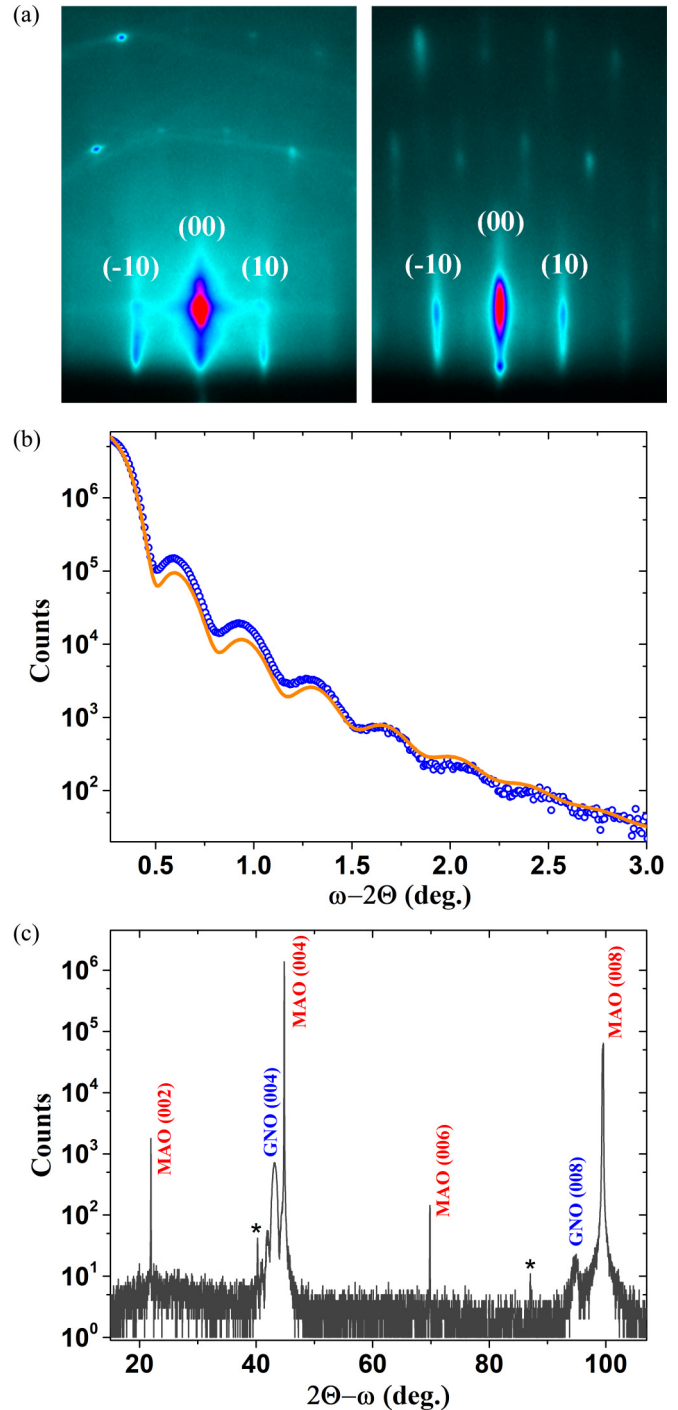 (a)
(00)
(-10) (10)
(00)
(-10) (10)
(b)
10⁶
10⁵
10⁴
10³
10²
Counts
0.5 1.0 1.5 2.0 2.5 3.0
ω−2Θ (deg.)
(c)
10⁶
10⁵
10⁴
10³
10²
10¹
10⁰
Counts
MAO (002)
*
GNO (004)
MAO (004)
MAO (006)
*
GNO (008)
MAO (008)
20 40 60 80 100
2Θ−ω (deg.)